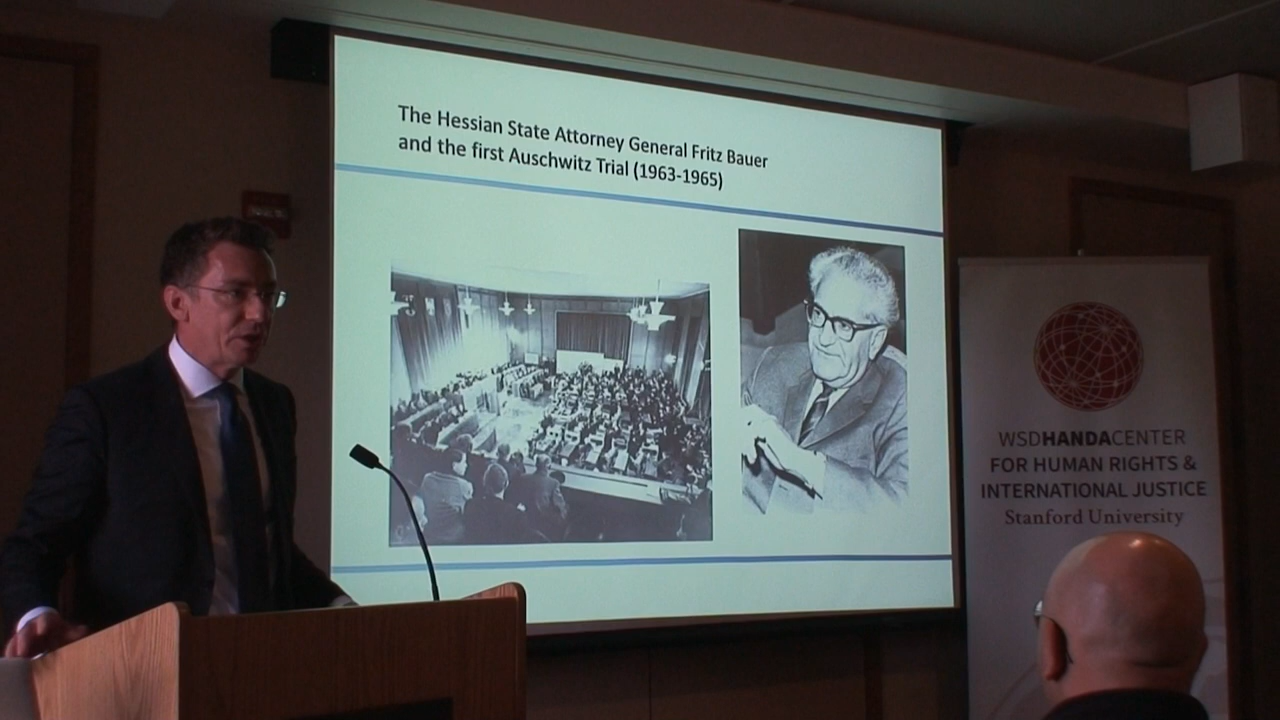 The Hessian State Attorney General Fritz Bauer
and the first Auschwitz Trial (1963-1965)
WSDHANDACENTER
FOR HUMAN RIGHTS &
INTERNATIONAL JUSTICE
Stanford University